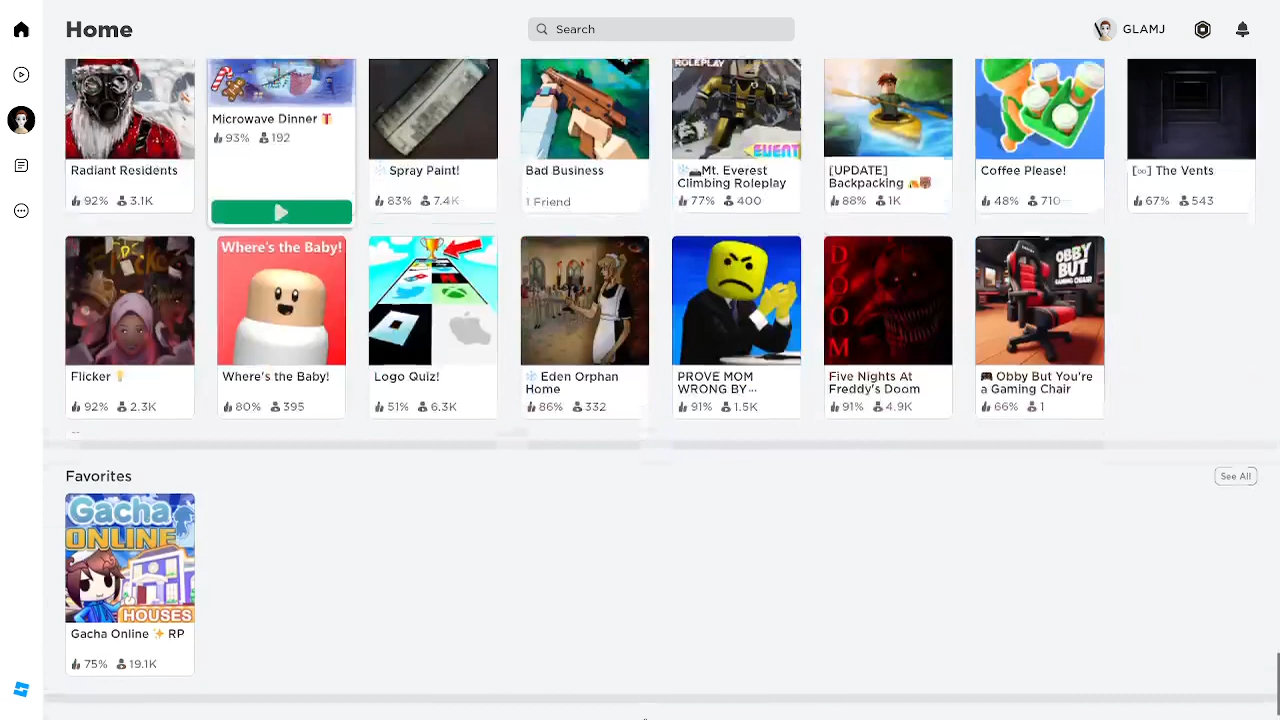 Home
Search
GLAMJ
ROLEPLAY
EVENT
Radiant Residents
92% 3.1K
Microwave Dinner
93% 192
Spray Paint!
83% 7.4K
Bad Business
1 Friend
Mt. Everest
Climbing Roleplay
77% 400
[UPDATE]
Backpacking
88% 1K
Coffee Please!
48% 710
[∞] The Vents
67% 543
Where's the Baby!
DOOM
OBBY
BUT
GAMING CHAIR
Flicker
92% 2.3K
Where's the Baby!
80% 395
Logo Quiz!
51% 6.3K
Eden Orphan
Home
86% 332
PROVE MOM
WRONG BY...
91% 1.5K
Five Nights At
Freddy's Doom
91% 4.9K
Obby But You're
a Gaming Chair
66% 1
Favorites
See All
Gacha
ONLINE
HOUSES
Gacha Online ✨ RP
75% 19.1K